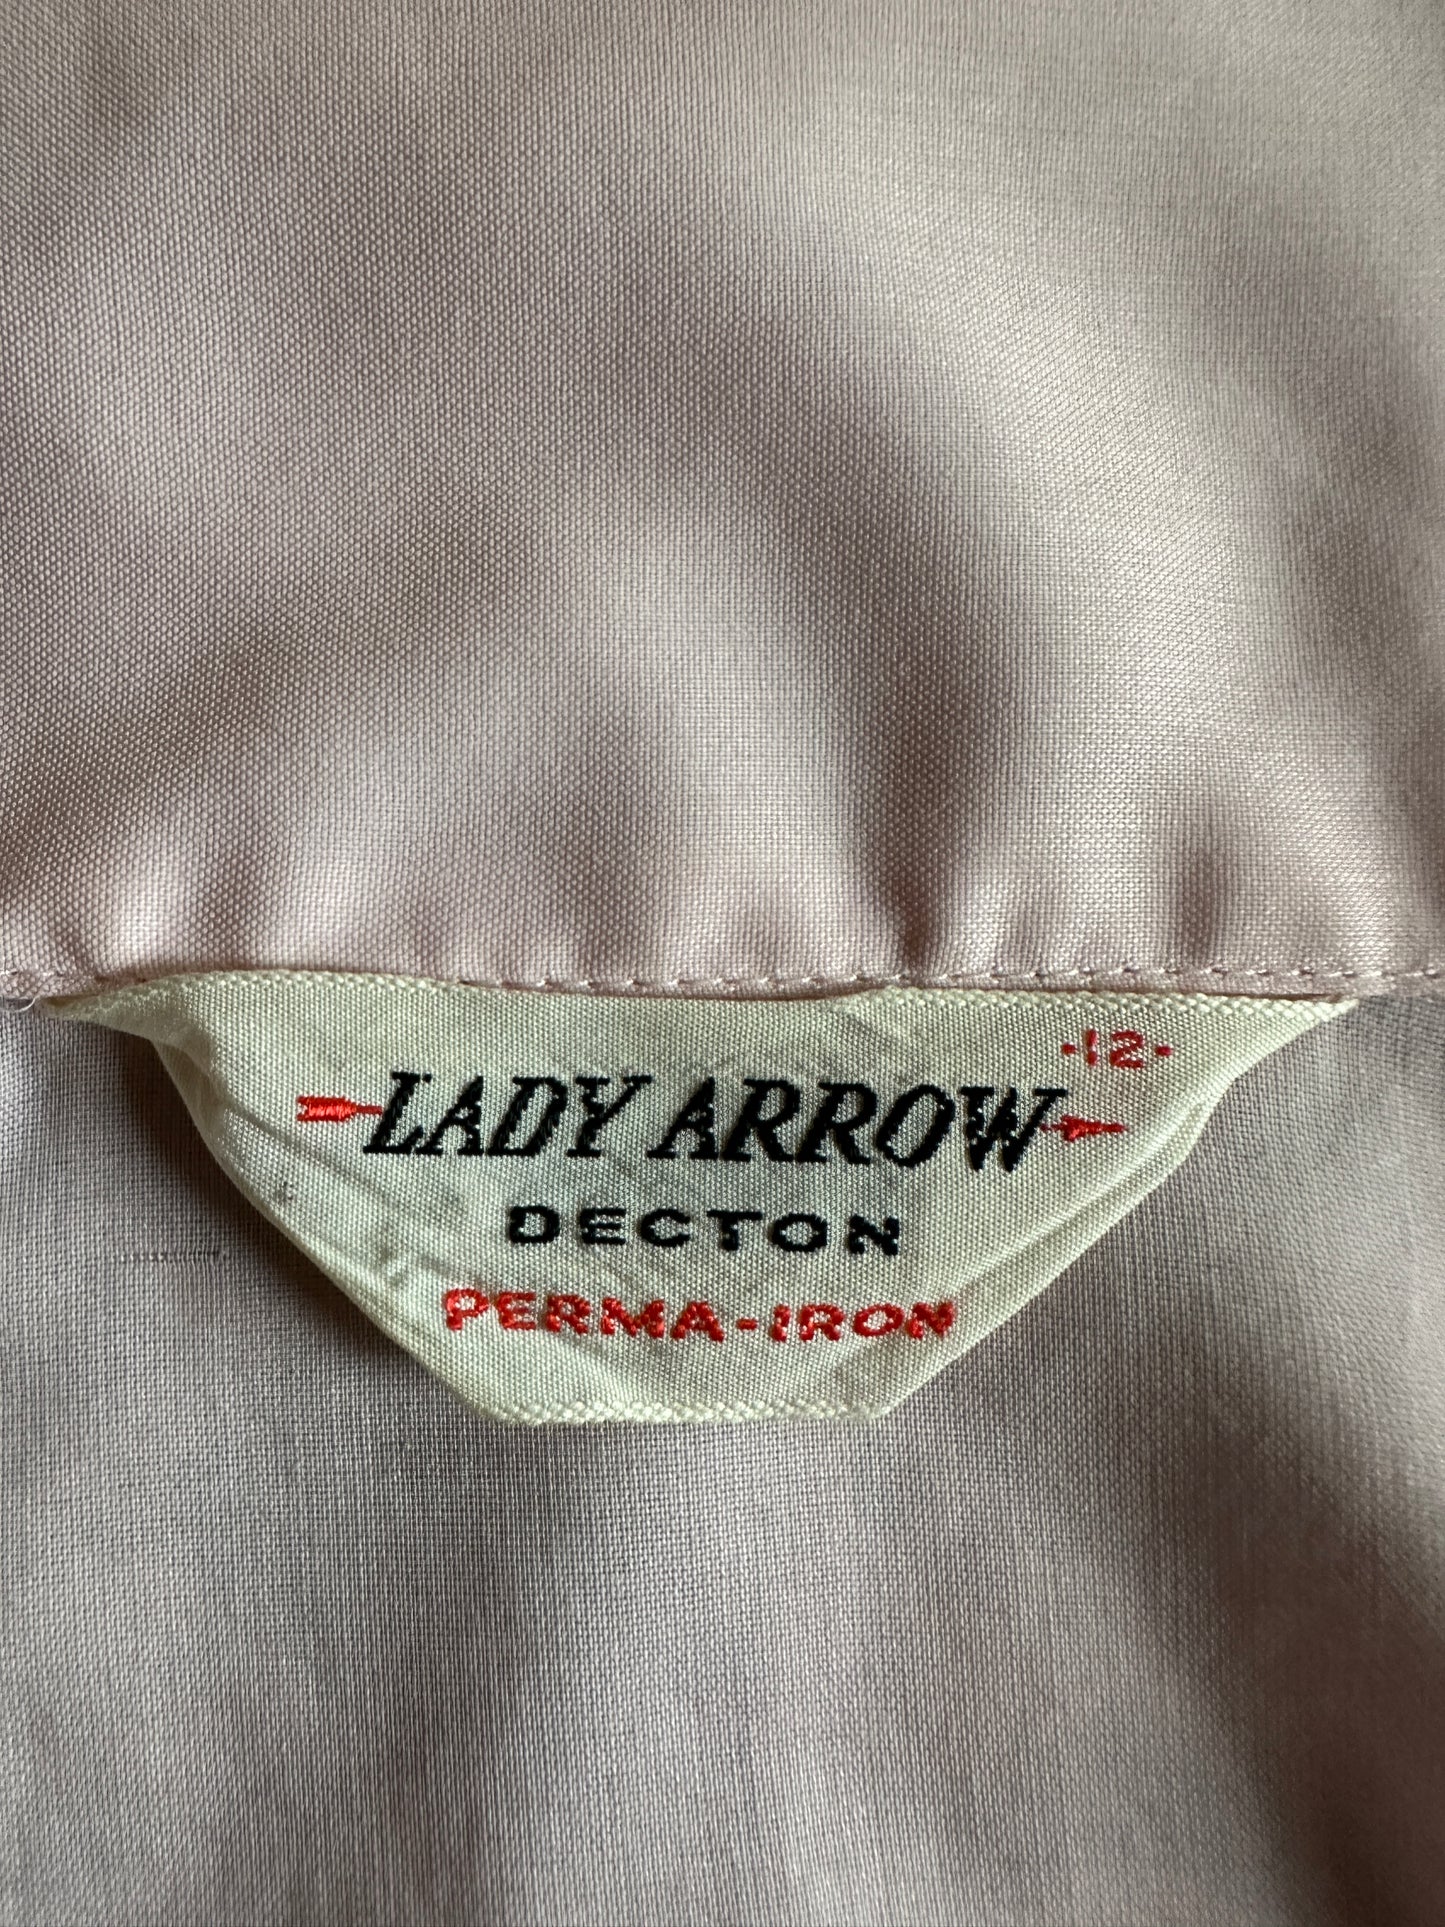 -12-
LADY ARROW
DECTON
PERMA-IRON